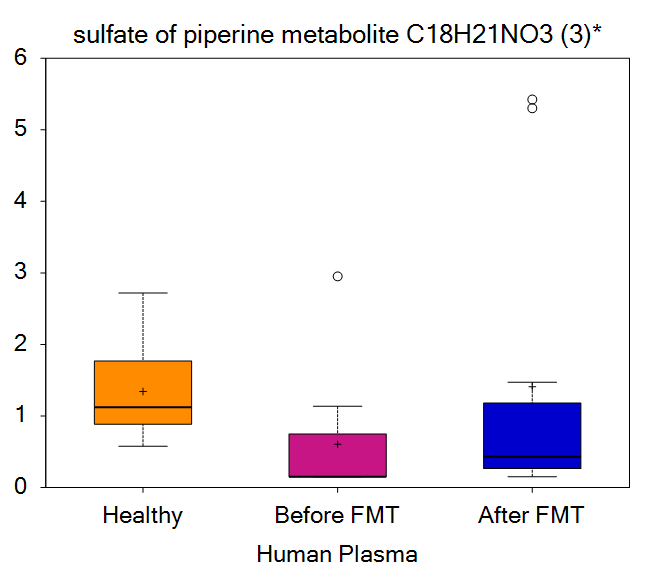 sulfate of piperine metabolite C18H21NO3 (3)*
6
5
4
3
2
1
0
Healthy Before FMT After FMT
Human Plasma